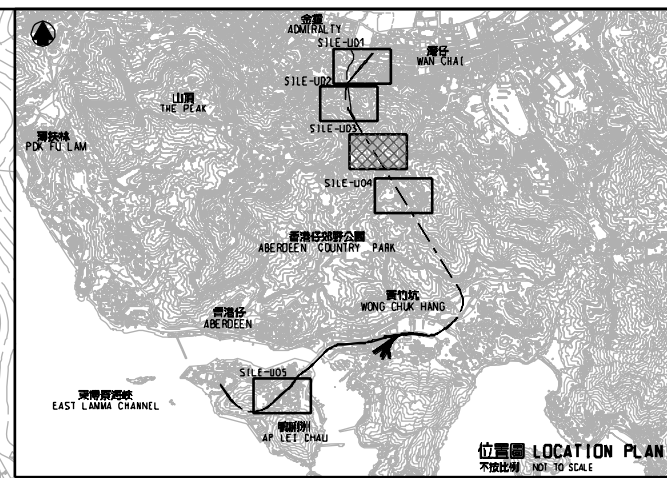 金鐘
ADMIRALTY
SILE-U01
灣仔
WAN CHAI
SILE-U02
山頂
THE PEAK
SILE-U03
薄扶林
POK FU LAM
SILE-U04
香港仔郊野公園
ABERDEEN COUNTRY PARK
黃竹坑
WONG CHUK HANG
香港仔
ABERDEEN
SILE-U05
東博寮海峽
EAST LAMMA CHANNEL
鴨脷洲
AP LEI CHAU
位置圖 LOCATION PLAN
不按比例 NOT TO SCALE